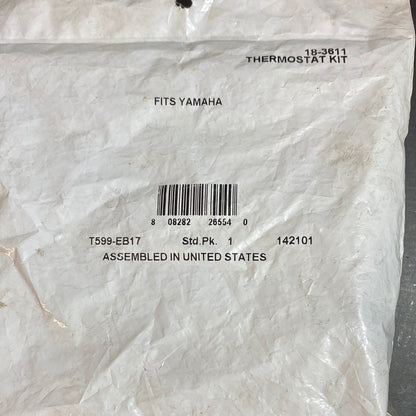 18-3611
THERMOSTAT KIT
FITS YAMAHA
8 08282 26554 0
T599-EB17 Std.Pk. 1 142101
ASSEMBLED IN UNITED STATES